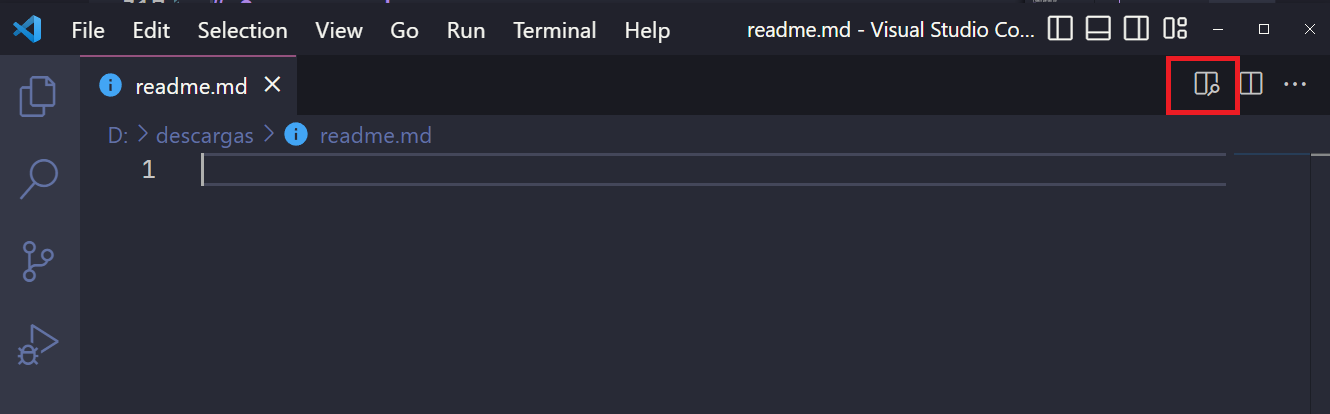 File Edit Selection View Go Run Terminal Help readme.md - Visual Studio Co...
readme.md
D: > descargas > readme.md
1